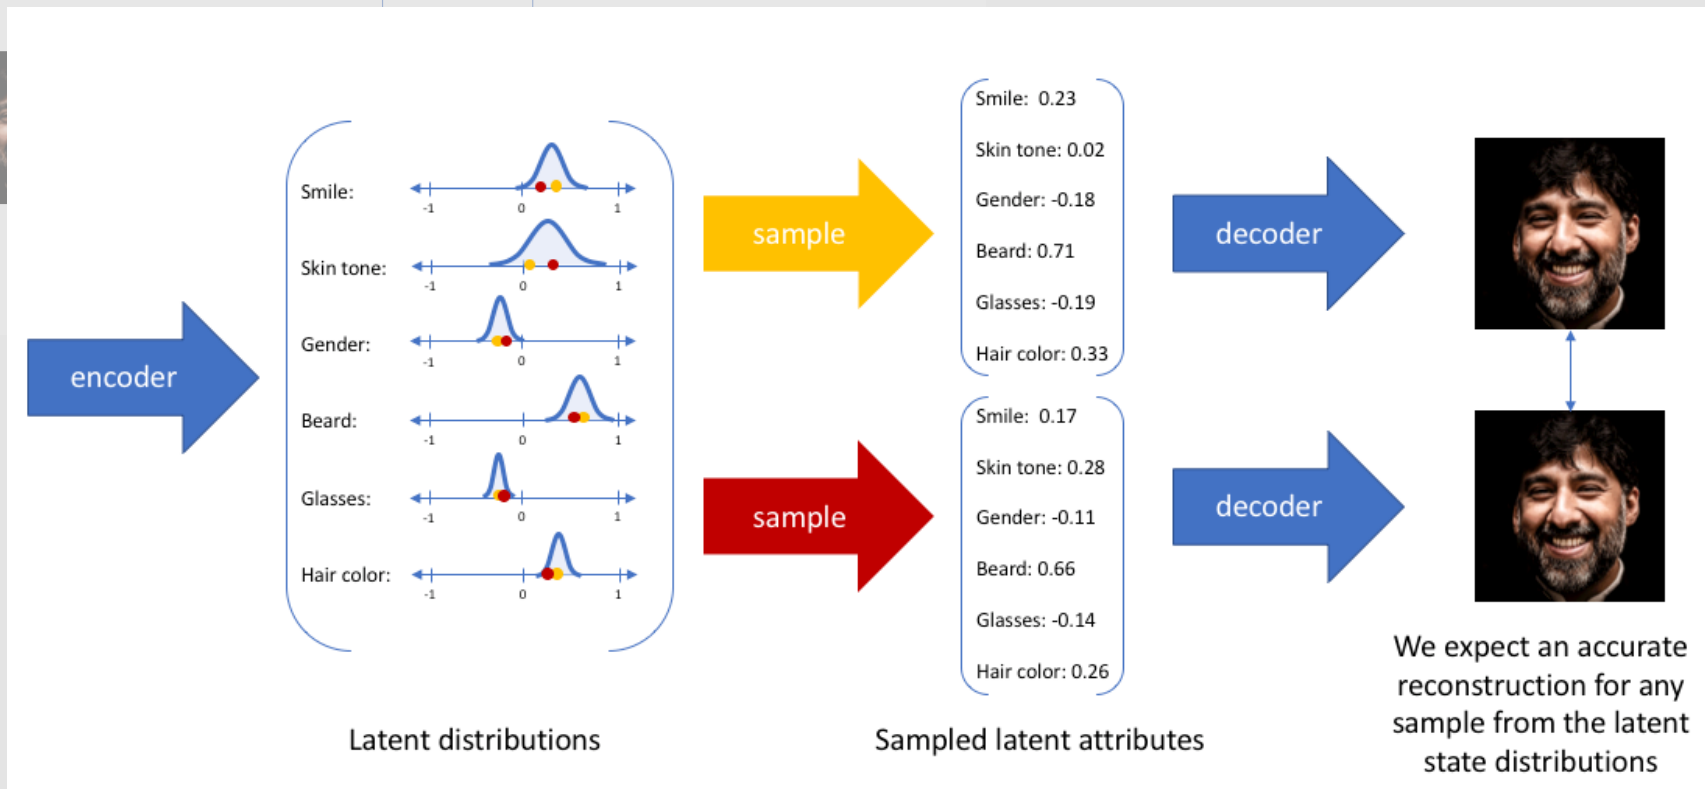 encoder
Smile:
-1 0 1
Skin tone:
-1 0 1
Gender:
-1 0 1
Beard:
-1 0 1
Glasses:
-1 0 1
Hair color:
-1 0 1
Latent distributions
sample
sample
Smile: 0.23
Skin tone: 0.02
Gender: -0.18
Beard: 0.71
Glasses: -0.19
Hair color: 0.33
Smile: 0.17
Skin tone: 0.28
Gender: -0.11
Beard: 0.66
Glasses: -0.14
Hair color: 0.26
Sampled latent attributes
decoder
decoder
We expect an accurate
reconstruction for any
sample from the latent
state distributions